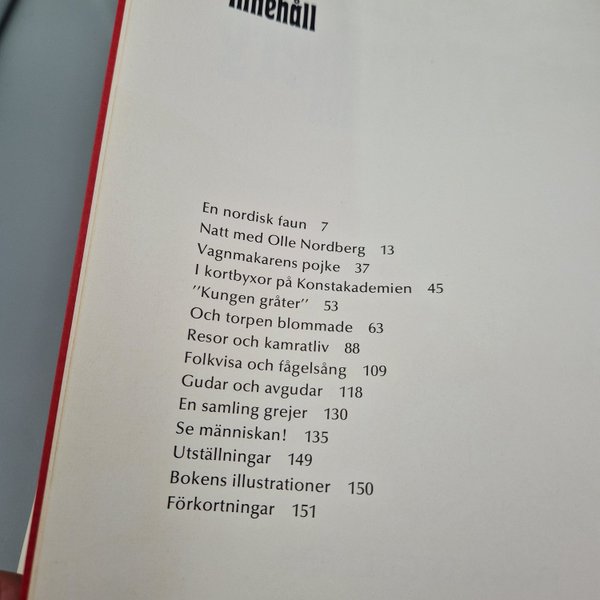 Innehåll
En nordisk faun 7
Natt med Olle Nordberg 13
Vagnmakarens pojke 37
I kortbyxor på Konstakademien 45
"Kungen gråter" 53
Och torpen blommade 63
Resor och kamratliv 88
Folkvisa och fågelsång 109
Gudar och avgudar 118
En samling grejer 130
Se människan! 135
Utställningar 149
Bokens illustrationer 150
Förkortningar 151